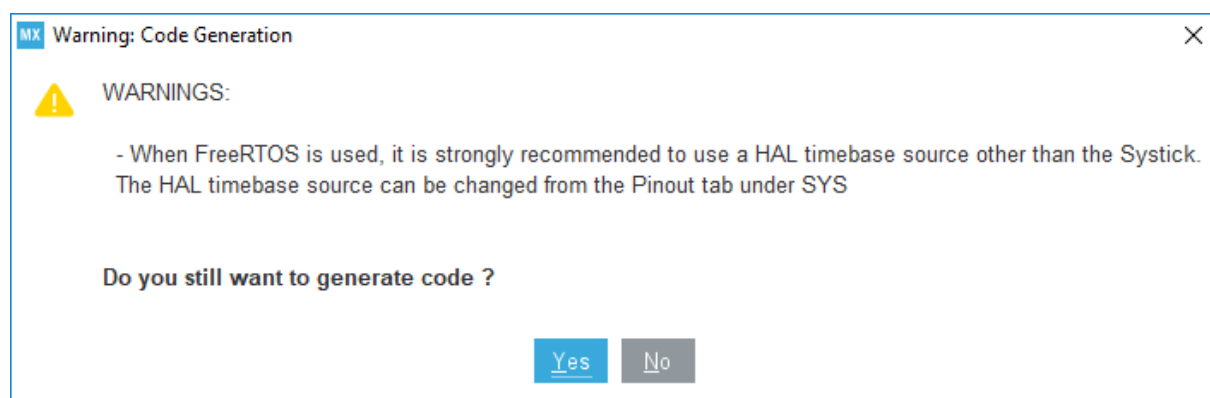 MX Warning: Code Generation
WARNINGS:
- When FreeRTOS is used, it is strongly recommended to use a HAL timebase source other than the Systick.
The HAL timebase source can be changed from the Pinout tab under SYS
Do you still want to generate code ?
Yes No